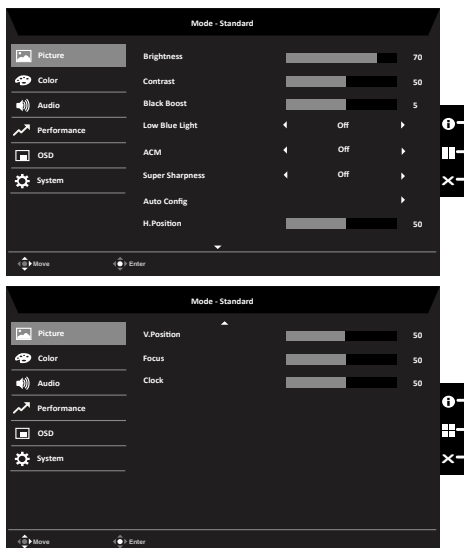 Mode - Standard
Picture
Color
Audio
Performance
OSD
System
Brightness 70
Contrast 50
Black Boost 5
Low Blue Light Off
ACM Off
Super Sharpness Off
Auto Config
H.Position 50
Move Enter
Mode - Standard
Picture
Color
Audio
Performance
OSD
System
V.Position 50
Focus 50
Clock 50
Move Enter